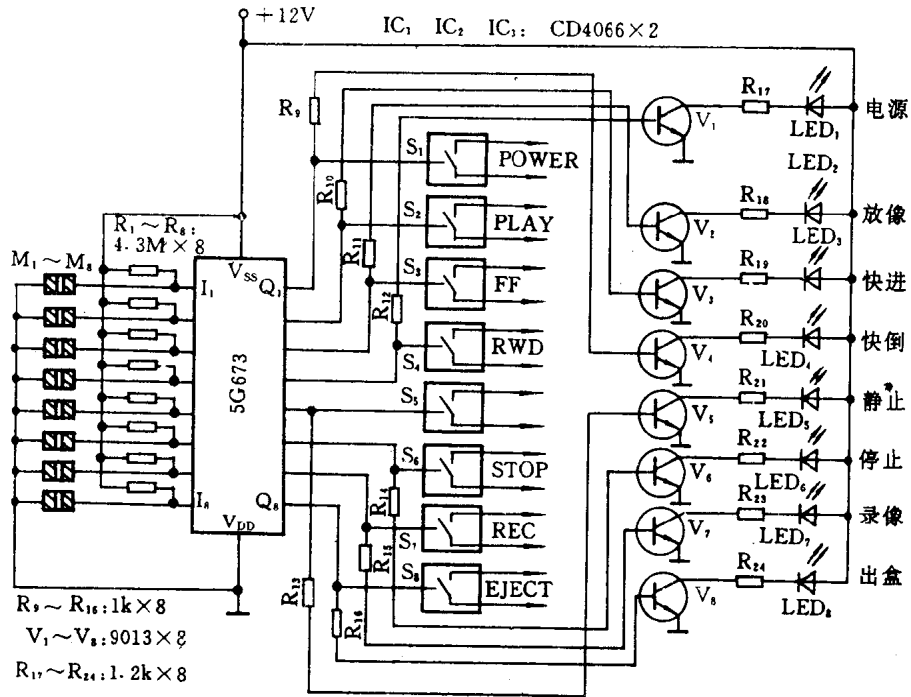 +12V
IC₁ IC₂ IC₃: CD4066×2
R₉
R₁₀
R₁₁
R₁₂
S₁ POWER
S₂ PLAY
S₃ FF
S₄ RWD
S₅
S₆ STOP
S₇ REC
S₈ EJECT
R₁～R₈:
4.3M×8
M₁～M₈
V_SS
I₁
Q₁
5G673
I₈
Q₈
V_DD
R₁₃
R₁₄
R₁₅
R₁₆
V₁
V₂
V₃
V₄
V₅
V₆
V₇
V₈
R₁₇
R₁₈
R₁₉
R₂₀
R₂₁
R₂₂
R₂₃
R₂₄
LED₁
LED₂
LED₃
LED₄
LED₅
LED₆
LED₇
LED₈
电源
放像
快进
快倒
静止
停止
录像
出盒
R₉～R₁₆:1k×8
V₁～V₈:9013×8
R₁₇～R₂₄:1.2k×8